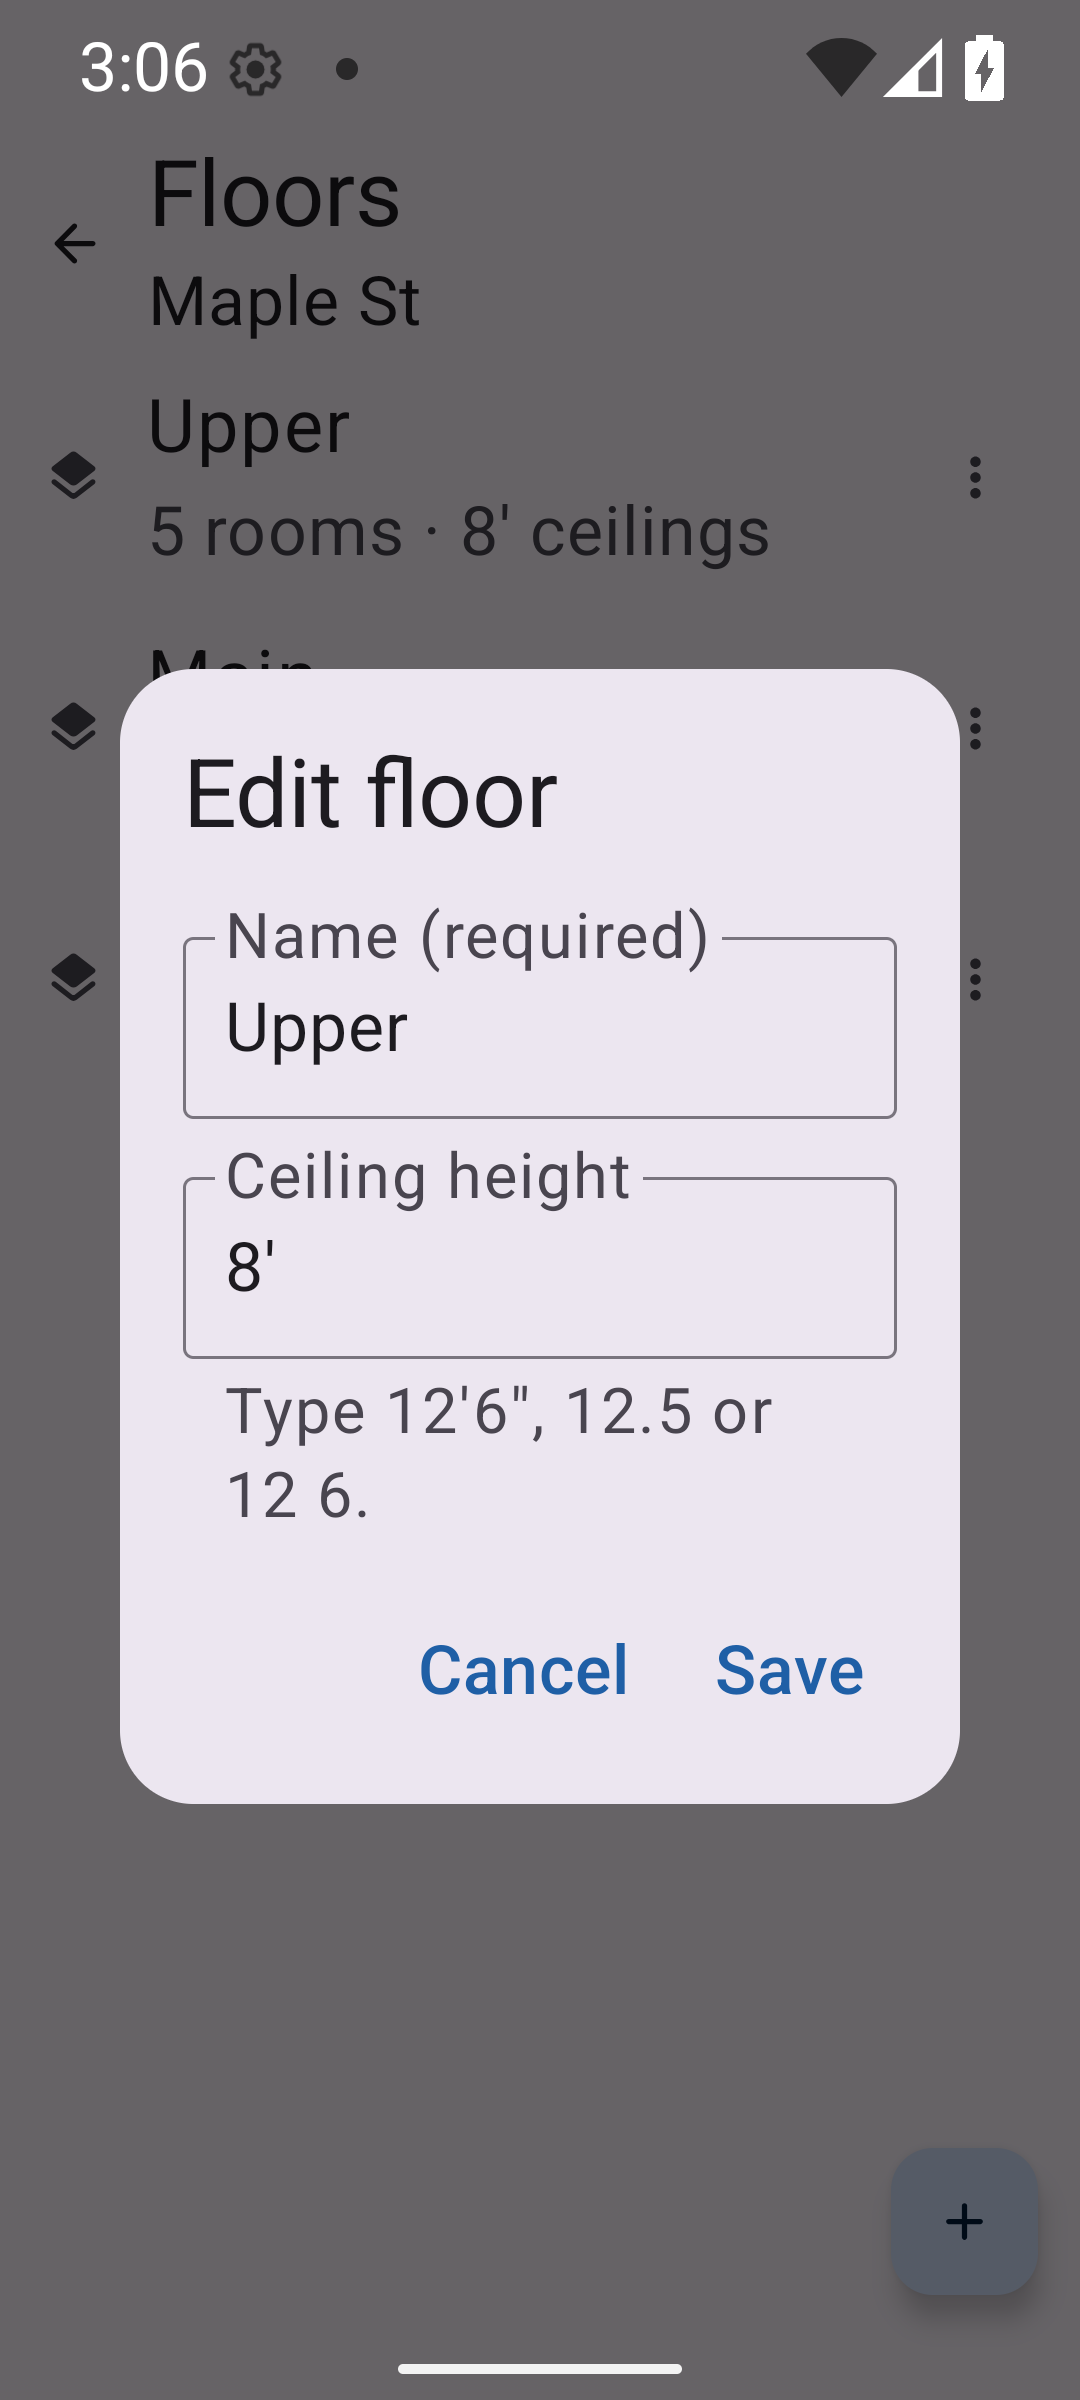 3:06
Floors
Maple St
Upper
5 rooms · 8' ceilings
Main
Edit floor
Name (required)
Upper
Ceiling height
8'
Type 12'6", 12.5 or
12 6.
Cancel
Save